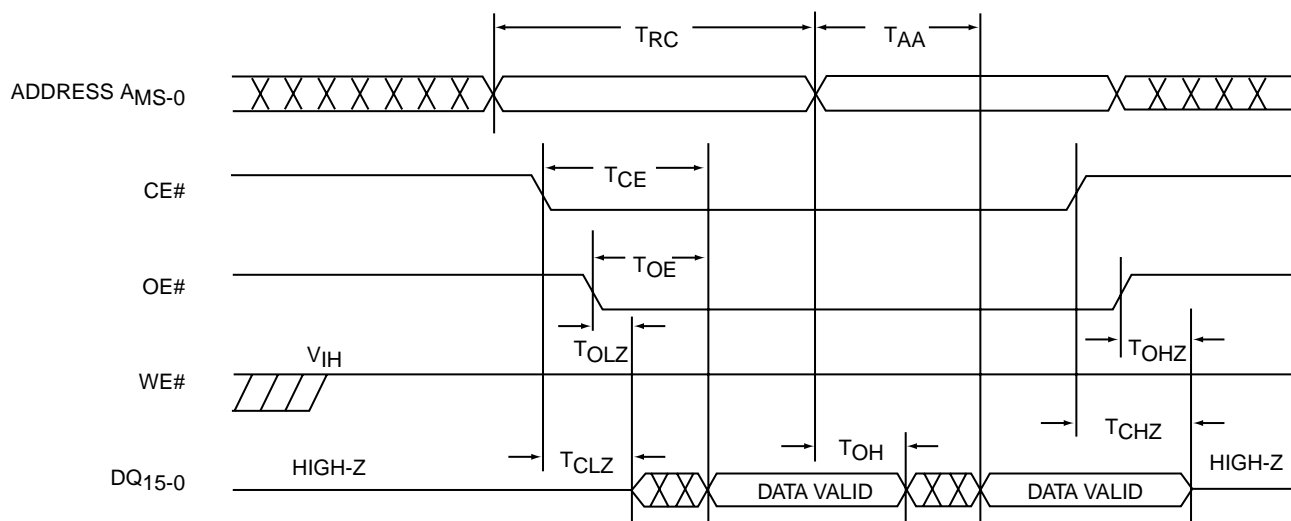 TRC
TAA
ADDRESS AMS-0
TCE
CE#
TOE
OE#
TOLZ
TOHZ
VIH
WE#
TCLZ
TOH
TCHZ
HIGH-Z
HIGH-Z
DQ15-0
DATA VALID
DATA VALID